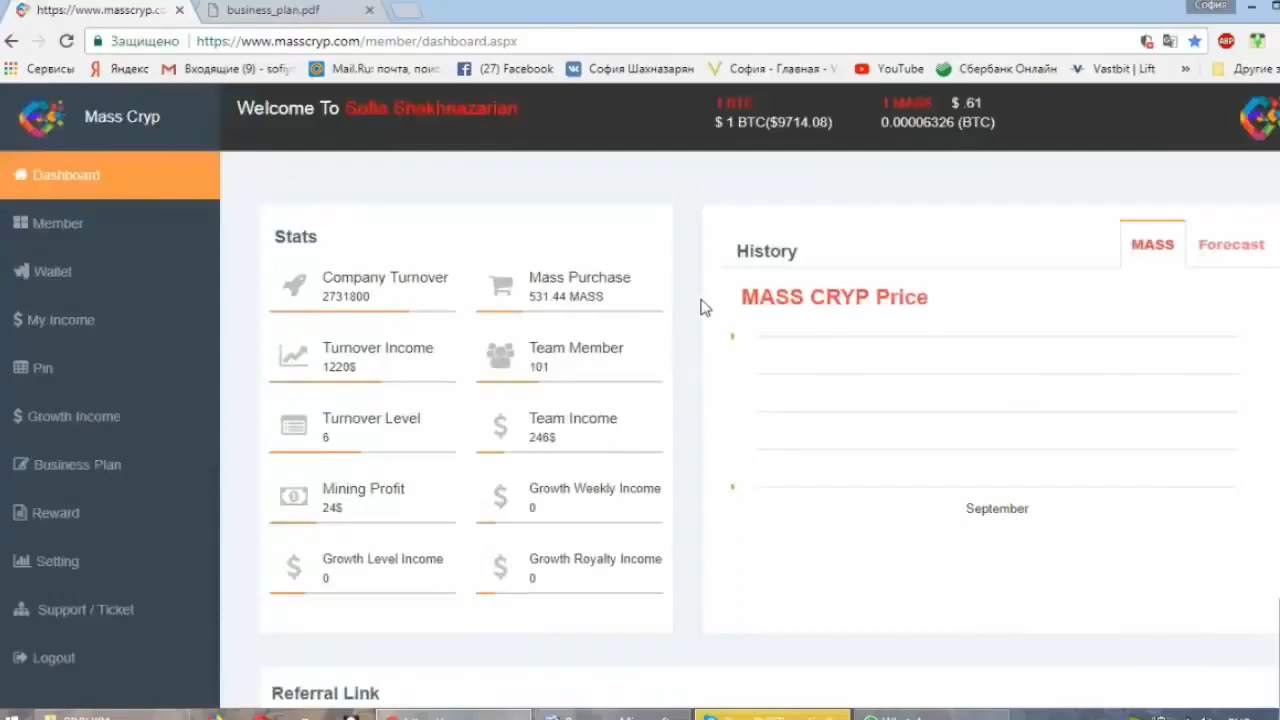 https://www.masscryp.com/
business_plan.pdf
София
Защищено
https://www.masscryp.com/member/dashboard.aspx
ABP
Сервисы
Яндекс
Входящие (9) - sofiy
Mail.Ru: почта, поис
(27) Facebook
София Шахназарян
София - Главная - V
YouTube
Сбербанк Онлайн
Vastbit | Lift
»
Другие з
Mass Cryp
Welcome To Sofia Shakhnazarian
1 BTC
$ 1 BTC($9714.08)
1 MASS $ .61
0.00006326 (BTC)
Dashboard
Member
Wallet
My Income
Pin
Growth Income
Business Plan
Reward
Setting
Support / Ticket
Logout
Stats
Company Turnover
2731800
Mass Purchase
531.44 MASS
Turnover Income
1220$
Team Member
101
Turnover Level
6
Team Income
246$
Mining Profit
24$
Growth Weekly Income
0
Growth Level Income
0
Growth Royalty Income
0
History
MASS
Forecast
MASS CRYP Price
September
Referral Link